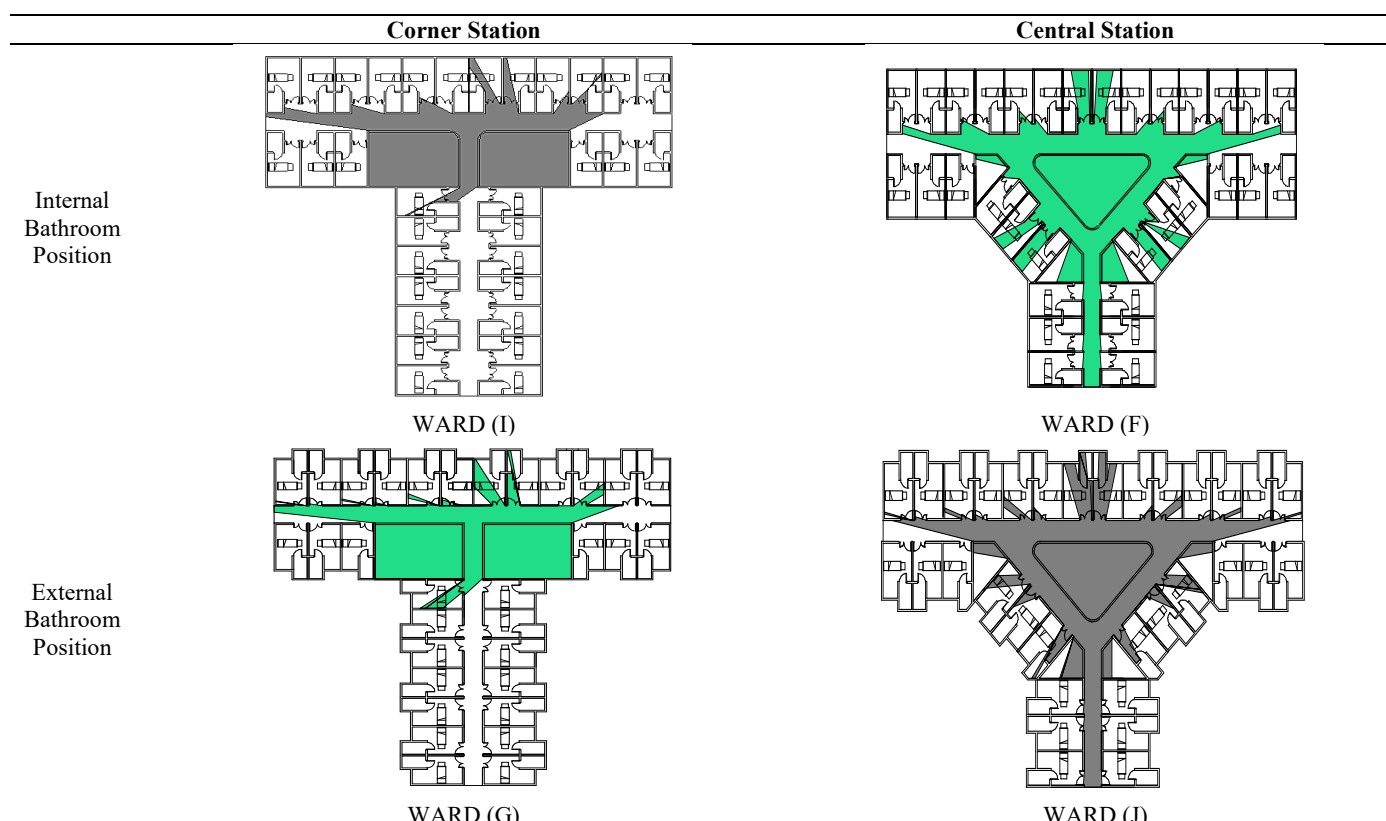 Corner Station
Central Station
Internal
Bathroom
Position
WARD (I)
WARD (F)
External
Bathroom
Position
WARD (G)
WARD (J)